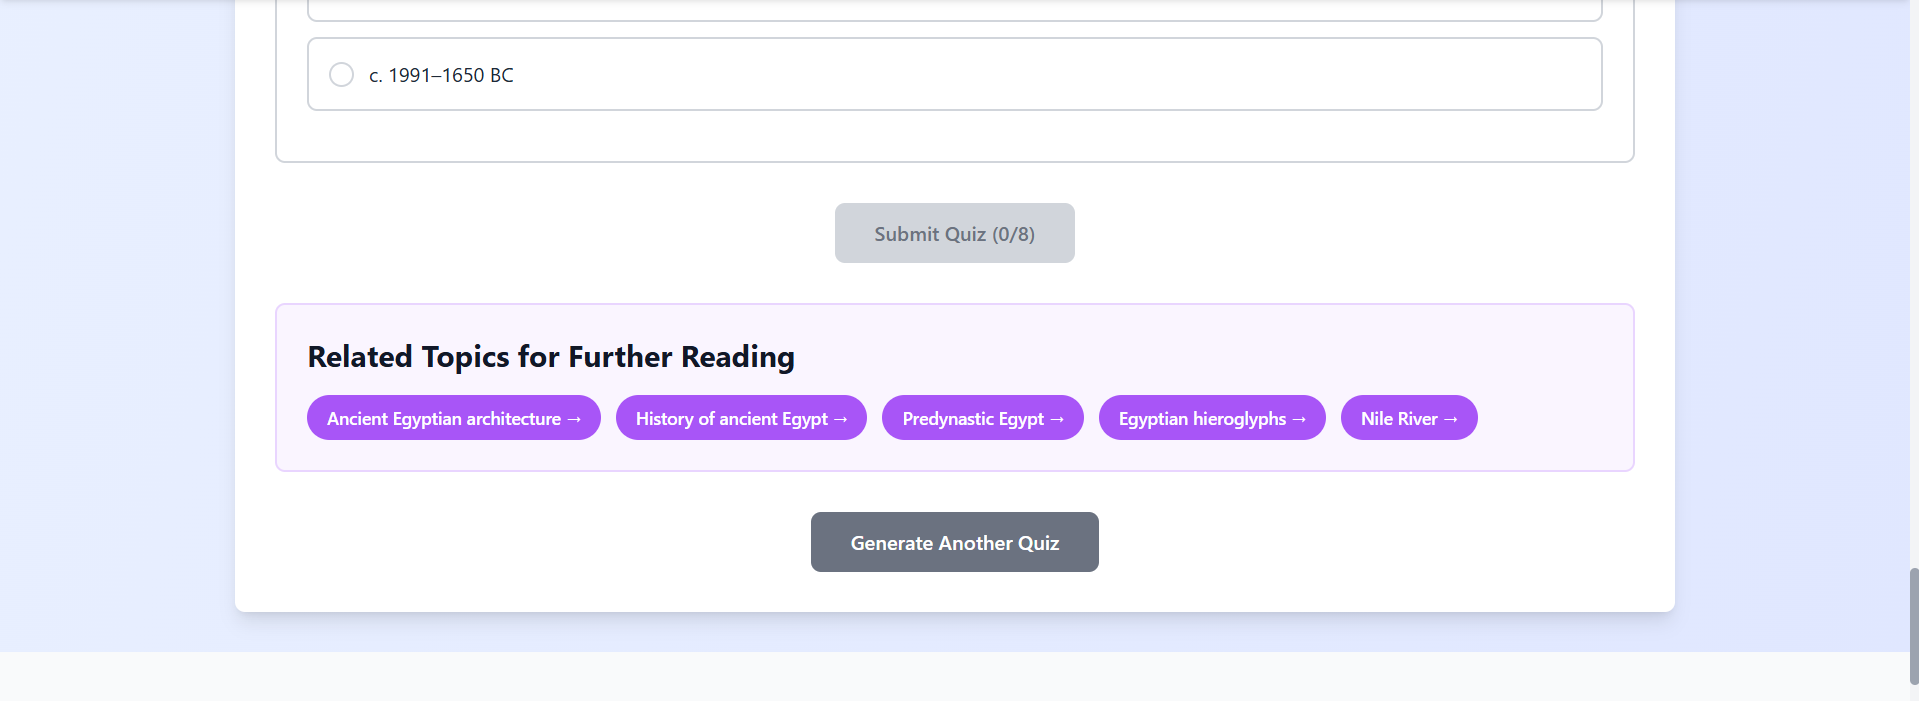 c. 1991–1650 BC
Submit Quiz (0/8)
Related Topics for Further Reading
Ancient Egyptian architecture → History of ancient Egypt → Predynastic Egypt → Egyptian hieroglyphs → Nile River →
Generate Another Quiz